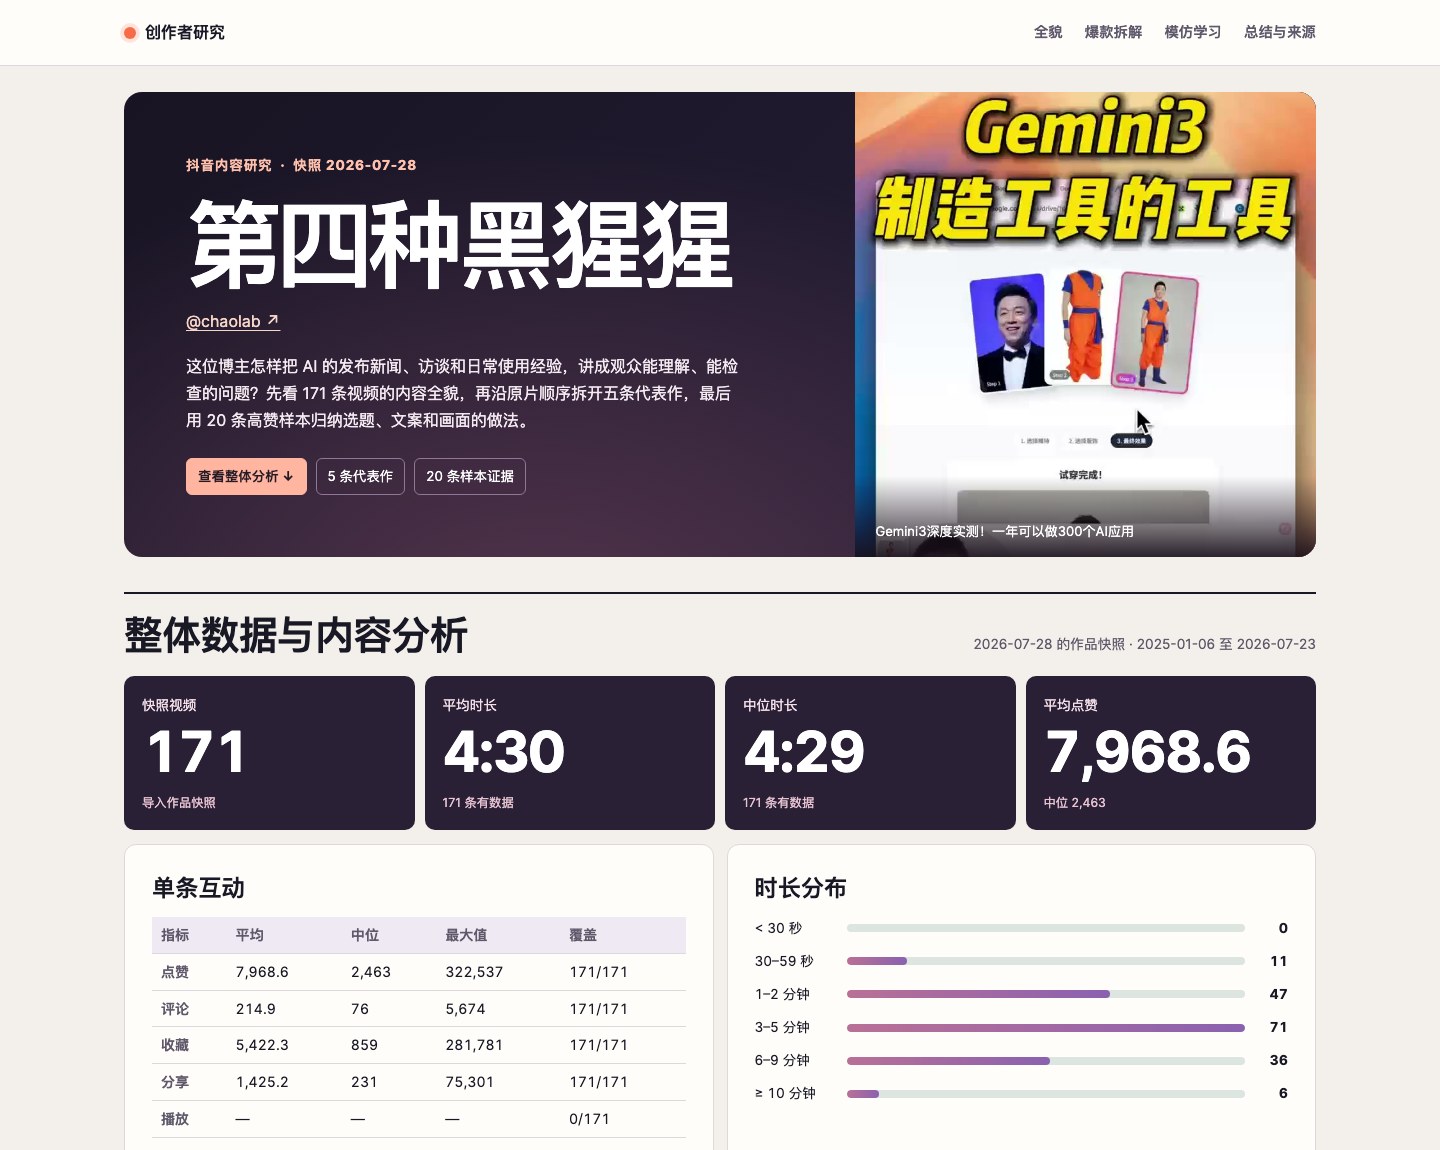 创作者研究
全貌 爆款拆解 模仿学习 总结与来源
抖音内容研究 · 快照 2026-07-28
第四种黑猩猩
@chaolab ↗
这位博主怎样把 AI 的发布新闻、访谈和日常使用经验，讲成观众能理解、能检
查的问题？先看 171 条视频的内容全貌，再沿原片顺序拆开五条代表作，最后
用 20 条高赞样本归纳选题、文案和画面的做法。
查看整体分析 ↓ 5 条代表作 20 条样本证据
Gemini3
制造工具的工具
Step 1
Step 2
3. 最终效果
试穿完成！
Gemini3深度实测！一年可以做300个AI应用
整体数据与内容分析
2026-07-28 的作品快照 · 2025-01-06 至 2026-07-23
快照视频
171
导入作品快照
平均时长
4:30
171 条有数据
中位时长
4:29
171 条有数据
平均点赞
7,968.6
中位 2,463
单条互动
指标 平均 中位 最大值 覆盖
点赞 7,968.6 2,463 322,537 171/171
评论 214.9 76 5,674 171/171
收藏 5,422.3 859 281,781 171/171
分享 1,425.2 231 75,301 171/171
播放 — — — 0/171
时长分布
< 30 秒 0
30–59 秒 11
1–2 分钟 47
3–5 分钟 71
6–9 分钟 36
≥ 10 分钟 6